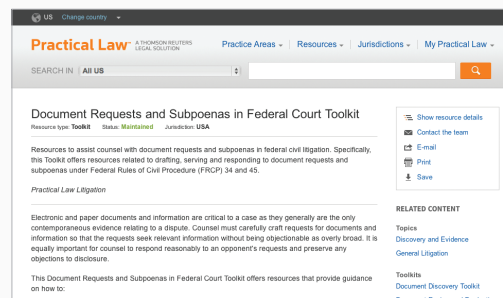 US Change country
Practical Law™ A THOMSON REUTERS LEGAL SOLUTION
Practice Areas Resources Jurisdictions My Practical Law
SEARCH IN All US
Document Requests and Subpoenas in Federal Court Toolkit
Resource type: Toolkit Status: Maintained Jurisdiction: USA
Resources to assist counsel with document requests and subpoenas in federal civil litigation. Specifically,
this Toolkit offers resources related to drafting, serving and responding to document requests and
subpoenas under Federal Rules of Civil Procedure (FRCP) 34 and 45.
Practical Law Litigation
Electronic and paper documents and information are critical to a case as they generally are the only
contemporaneous evidence relating to a dispute. Counsel must carefully craft requests for documents and
information so that the requests seek relevant information without being objectionable as overly broad. It is
equally important for counsel to respond reasonably to an opponent's requests and preserve any
objections to disclosure.
This Document Requests and Subpoenas in Federal Court Toolkit offers resources that provide guidance
on how to:
Show resource details
Contact the team
E-mail
Print
Save
RELATED CONTENT
Topics
Discovery and Evidence
General Litigation
Toolkits
Document Discovery Toolkit